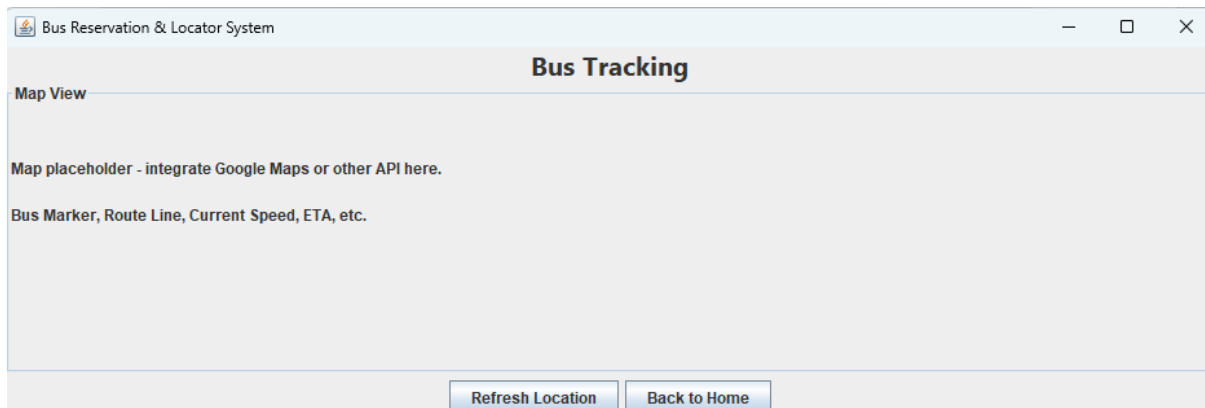 Bus Reservation & Locator System
Bus Tracking
Map View
Map placeholder - integrate Google Maps or other API here.
Bus Marker, Route Line, Current Speed, ETA, etc.
Refresh Location Back to Home